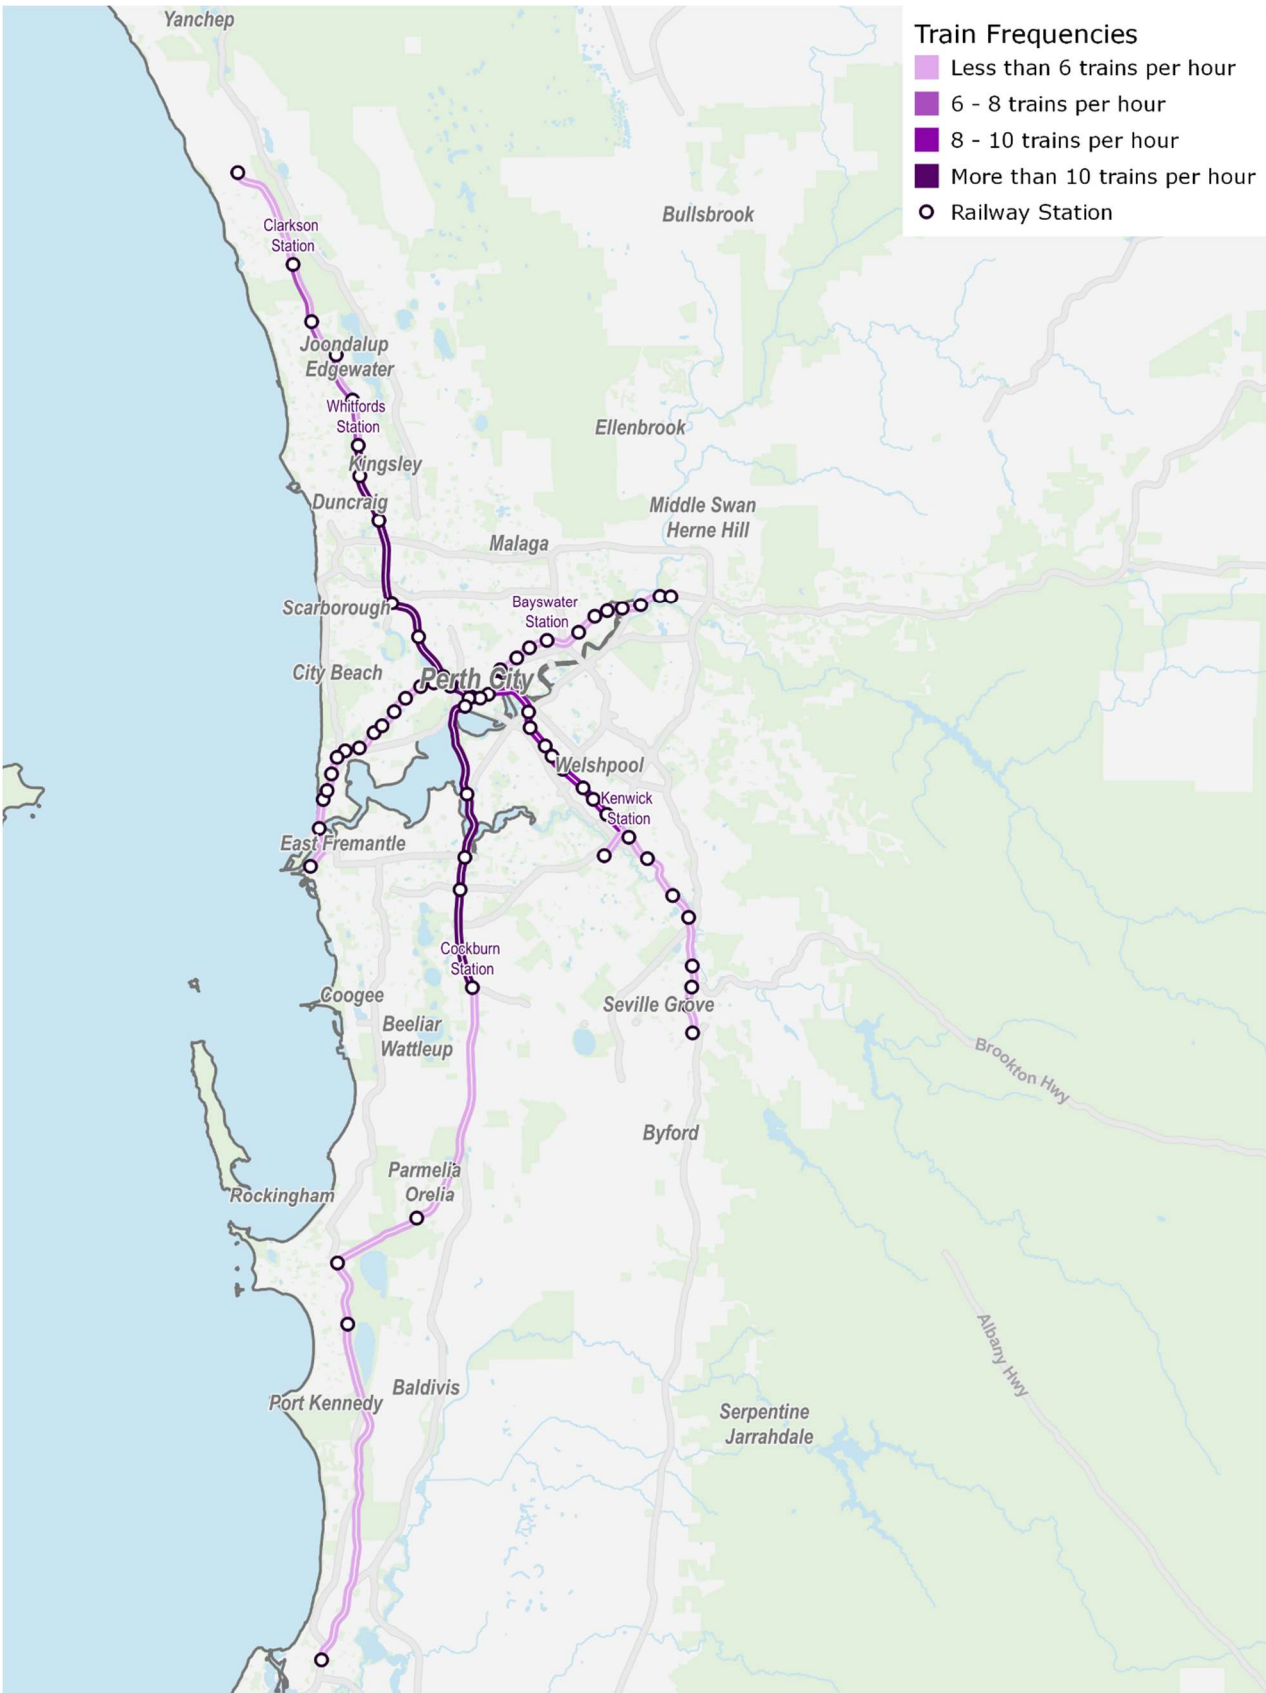 Yanchep
Train Frequencies
Less than 6 trains per hour
6 - 8 trains per hour
8 - 10 trains per hour
More than 10 trains per hour
Railway Station
Bullsbrook
Clarkson
Station
Joondalup
Edgewater
Whitfords
Station
Ellenbrook
Kingsley
Duncraig
Middle Swan
Herne Hill
Malaga
Scarborough
Bayswater
Station
City Beach
Perth City
Welshpool
Kenwick
Station
East Fremantle
Cockburn
Station
Coogee
Seville Grove
Beeliar
Wattleup
Brookton Hwy
Byford
Parmelia
Orelia
Rockingham
Albany Hwy
Baldivis
Port Kennedy
Serpentine
Jarrahdale